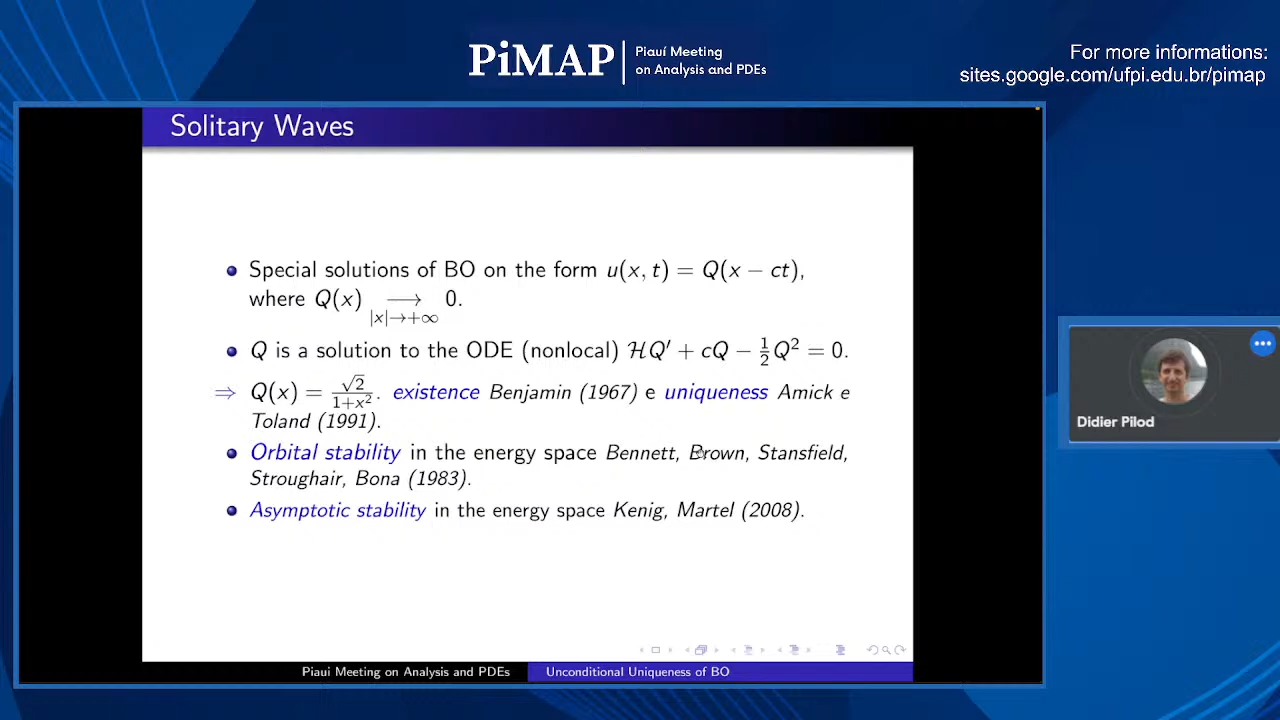 PiMAP
Piauí Meeting
on Analysis and PDEs
For more informations:
sites.google.com/ufpi.edu.br/pimap
Solitary Waves
Special solutions of BO on the form u(x, t) = Q(x − ct),
where Q(x) ⟶ 0.
|x|→+∞
Q is a solution to the ODE (nonlocal) ℋQ′ + cQ − ½Q² = 0.
⇒ Q(x) = √2/(1+x²). existence Benjamin (1967) e uniqueness Amick e
Toland (1991).
Orbital stability in the energy space Bennett, Brown, Stansfield,
Stroughair, Bona (1983).
Asymptotic stability in the energy space Kenig, Martel (2008).
Piaui Meeting on Analysis and PDEs
Unconditional Uniqueness of BO
Didier Pilod